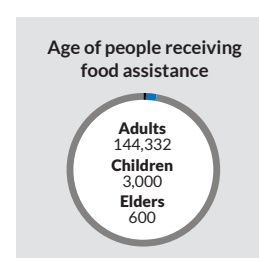 Age of people receiving
food assistance
Adults
144,332
Children
3,000
Elders
600